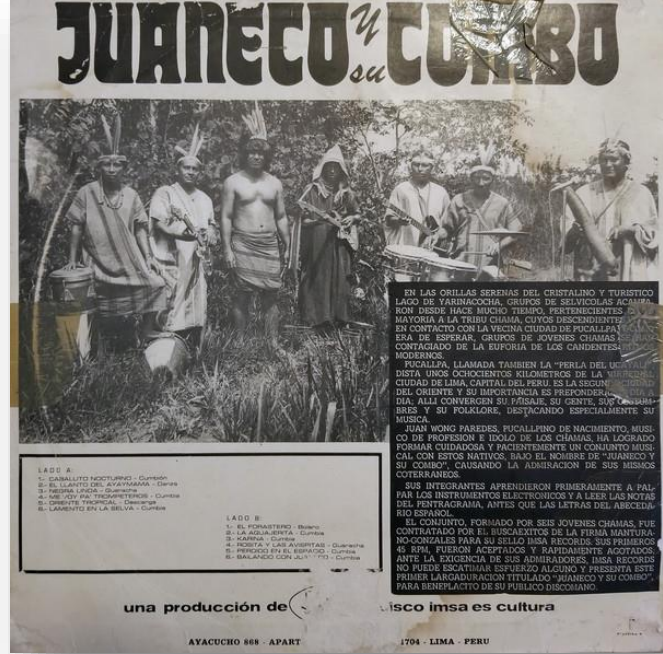 JUANECO y su COMBO
EN LAS ORILLAS SERENAS DEL CRISTALINO Y TURISTICO
LAGO DE YARINACOCHA, GRUPOS DE SELVICOLAS
RON DESDE HACE MUCHO TIEMPO, PERTENECIENTES
MAYORIA A LA TRIBU CHAMA, CUYOS DESCENDIENTE
EN CONTACTO CON LA VECINA CIUDAD DE PUCALLPA,
ERA DE ESPERAR, GRUPOS DE JOVENES CHAMAS
CONTAGIADO DE LA EUFORIA DE LOS CANDENTES
MODERNOS.
PUCALLPA, LLAMADA TAMBIEN LA "PERLA DEL UCAYALI"
DISTA UNOS OCHOCIENTOS KILOMETROS DE LA
CIUDAD DE LIMA, CAPITAL DEL PERU. ES LA SEGUN CIUDAD
DEL ORIENTE Y SU IMPORTANCIA ES PREPONDER DIA A
DIA; ALLI CONVERGEN SU PAISAJE, SU GENTE, SUS
BRES Y SU FOLKLORE, DESTACANDO ESPECIALMENTE SU
MUSICA.
JUAN WONG PAREDES, PUCALLPINO DE NACIMIENTO, MUSI-
CO DE PROFESION E IDOLO DE LOS CHAMAS, HA LOGRADO
FORMAR CUIDADOSA Y PACIENTEMENTE UN CONJUNTO MUSI-
CAL CON ESTOS NATIVOS, BAJO EL NOMBRE DE "JUANECO Y
SU COMBO", CAUSANDO LA ADMIRACION DE SUS MISMOS
COTERRANEOS.
SUS INTEGRANTES APRENDIERON PRIMERAMENTE A PAL-
PAR LOS INSTRUMENTOS ELECTRONICOS Y A LEER LAS NOTAS
DEL PENTAGRAMA, ANTES QUE LAS LETRAS DEL ABECEDA-
RIO ESPAÑOL.
EL CONJUNTO, FORMADO POR SEIS JOVENES CHAMAS, FUE
CONTRATADO POR EL BUSCAEXITOS DE LA FIRMA MANTURA-
NO-GONZALES PARA SU SELLO IMSA RECORDS. SUS PRIMEROS
45 RPM, FUERON ACEPTADOS Y RAPIDAMENTE AGOTADOS.
ANTE LA EXIGENCIA DE SUS ADMIRADORES, IMSA RECORDS
NO PUEDE ESCATIMAR ESFUERZO ALGUNO Y PRESENTA ESTE
PRIMER LARGADURACION TITULADO "JUANECO Y SU COMBO",
PARA BENEPLACITO DE SU PUBLICO DISCOMANO.
LADO A:
1- CABALLITO NOCTURNO - Cumbión
2- EL LLANTO DEL AYAYMAMA - Danza
3- NEGRA LINDA - Guaracha
4- ME VOY PA' TROMPETEROS - Cumbia
5- ORIENTE TROPICAL - Descarga
6- LAMENTO EN LA SELVA - Cumbia
LADO B:
1- EL FORASTERO - Bolero
2- LA AGUAJERITA - Cumbia
3- KARINA - Cumbia
4- ROSITA Y LAS AVISPITAS - Guaracha
5- PERDIDO EN EL ESPACIO - Cumbia
6- BAILANDO CON - Cumbia
una producción de disco imsa es cultura
AYACUCHO 868 - APART 1704 - LIMA - PERU